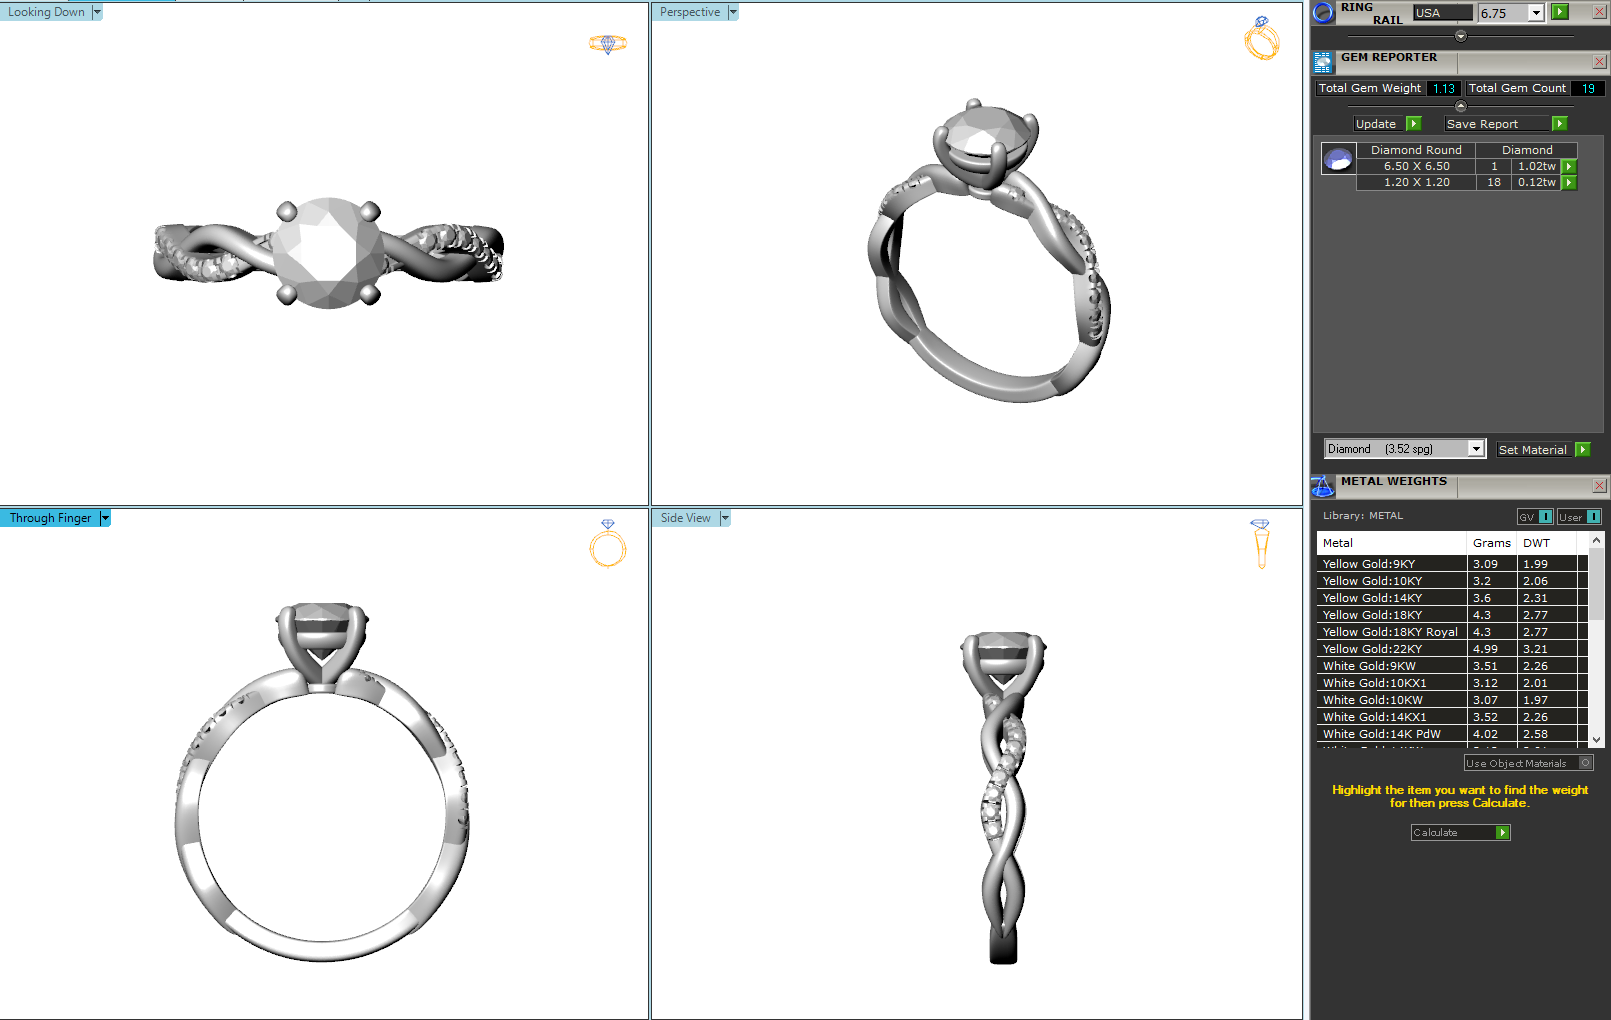 Looking Down
Perspective
Through Finger
Side View
RING
RAIL
USA
6.75
GEM REPORTER
Total Gem Weight 1.13 Total Gem Count 19
Update Save Report
Diamond Round Diamond
6.50 X 6.50 1 1.02tw
1.20 X 1.20 18 0.12tw
Diamond (3.52 spg) Set Material
METAL WEIGHTS
Library: METAL GV I User I
Metal Grams DWT
Yellow Gold:9KY 3.09 1.99
Yellow Gold:10KY 3.2 2.06
Yellow Gold:14KY 3.6 2.31
Yellow Gold:18KY 4.3 2.77
Yellow Gold:18KY Royal 4.3 2.77
Yellow Gold:22KY 4.99 3.21
White Gold:9KW 3.51 2.26
White Gold:10KX1 3.12 2.01
White Gold:10KW 3.07 1.97
White Gold:14KX1 3.52 2.26
White Gold:14K PdW 4.02 2.58
Use Object Materials O
Highlight the item you want to find the weight
for then press Calculate.
Calculate